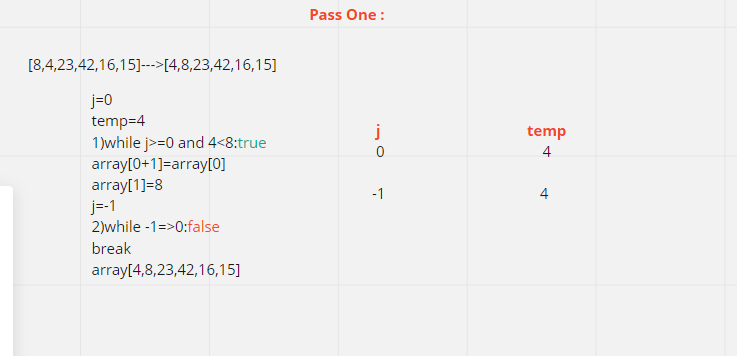 Pass One :
[8,4,23,42,16,15]--->[4,8,23,42,16,15]
j=0
temp=4
1)while j>=0 and 4<8:true
array[0+1]=array[0]
array[1]=8
j=-1
2)while -1=>0:false
break
array[4,8,23,42,16,15]
j temp
0 4
-1 4